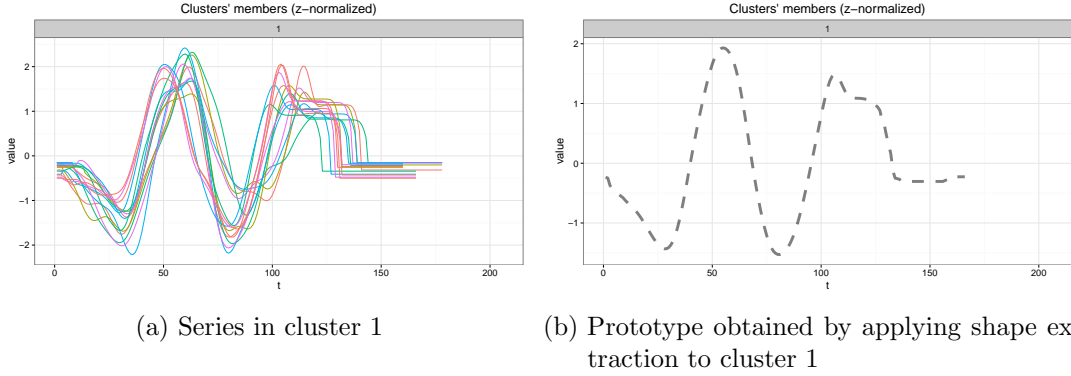 Clusters' members (z-normalized)
1
2
1
0
−1
−2
value
0
50
100
150
200
t
(a) Series in cluster 1
Clusters' members (z-normalized)
1
2
1
0
−1
value
0
50
100
150
200
t
(b) Prototype obtained by applying shape ex
traction to cluster 1